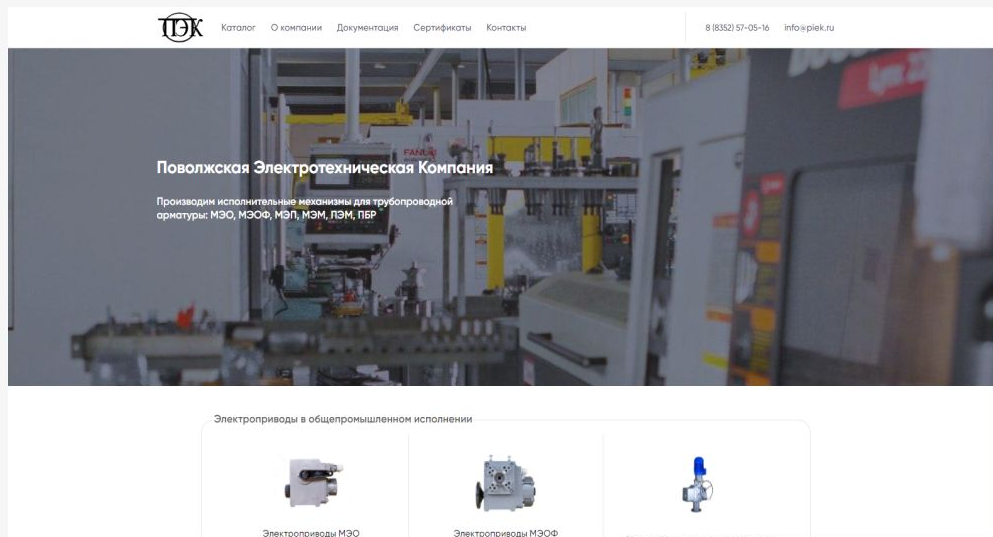 ПЭК
Каталог
О компании
Документация
Сертификаты
Контакты
8 (8352) 57-05-16
info@piek.ru
FANUC
Поволжская Электротехническая Компания
Производим исполнительные механизмы для трубопроводной
арматуры: МЭО, МЭОФ, МЭП, МЭМ, ПЭМ, ПБР
Электроприводы в общепромышленном исполнении
Электроприводы МЭО
Электроприводы МЭОФ